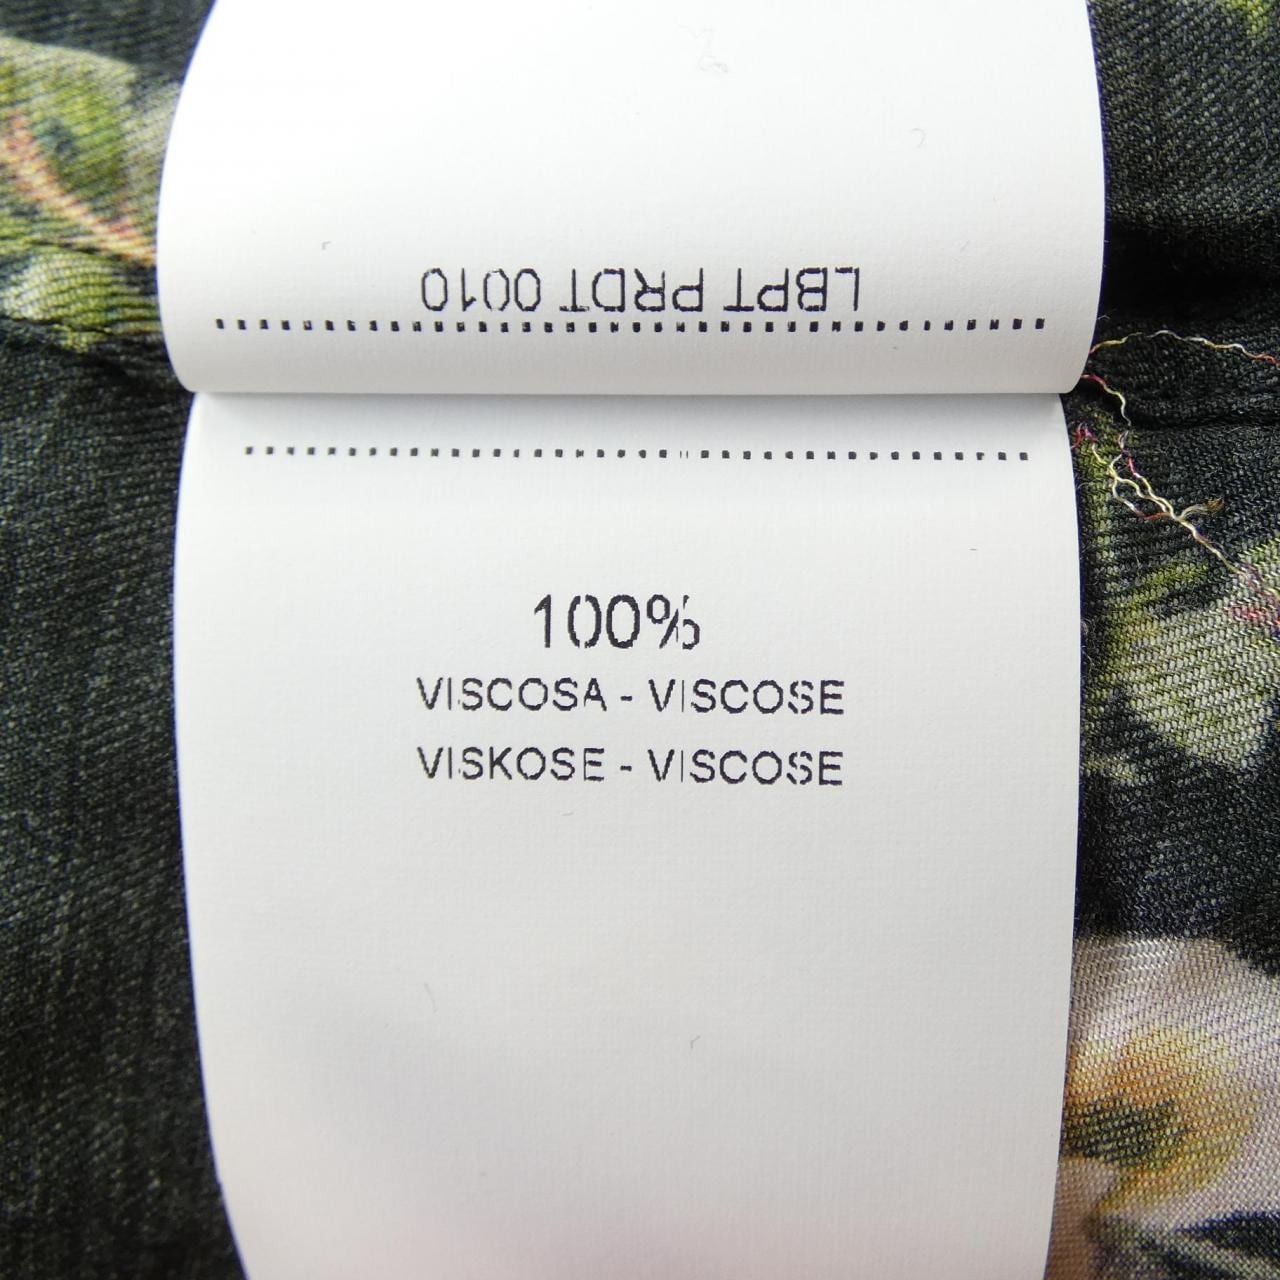 LBPT PRDT 0010
100%
VISCOSA - VISCOSE
VISKOSE - VISCOSE